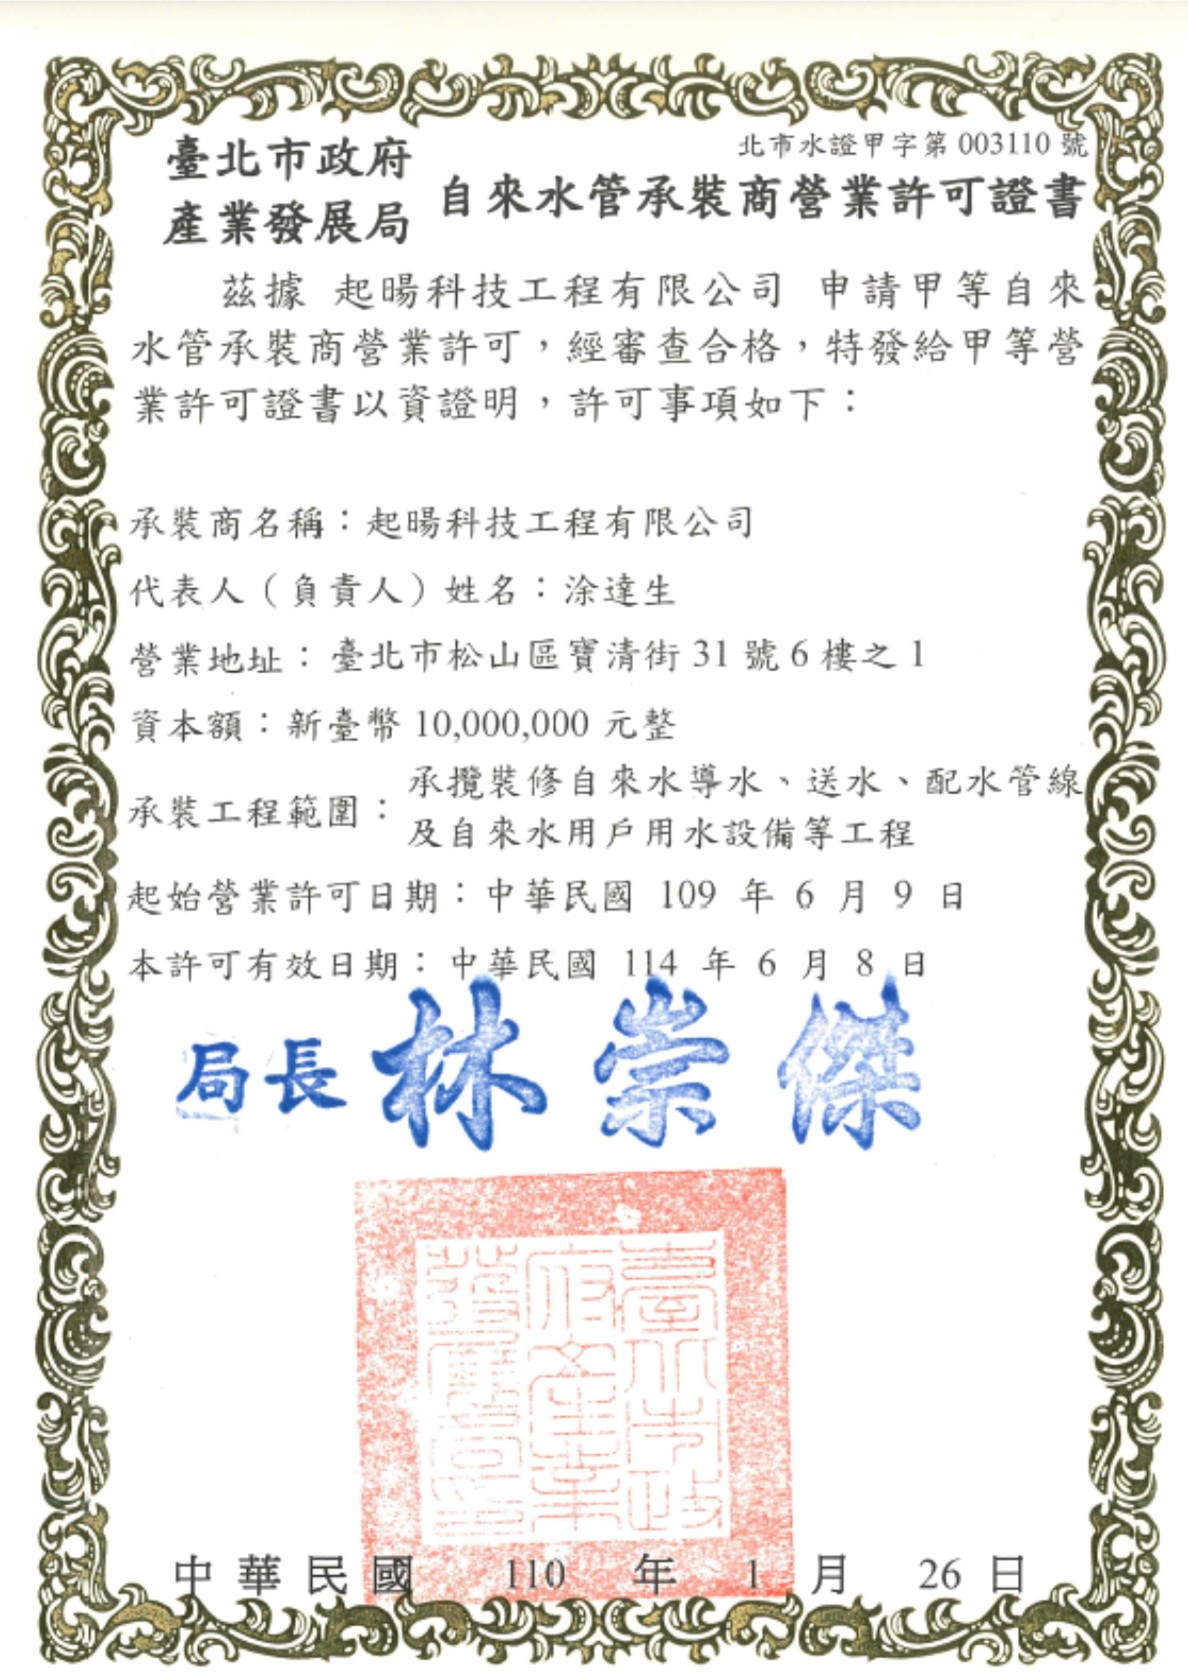 北市水證甲字第 003110 號
臺北市政府
產業發展局
自來水管承裝商營業許可證書
茲據 起暘科技工程有限公司 申請甲等自來
水管承裝商營業許可，經審查合格，特發給甲等營
業許可證書以資證明，許可事項如下：
承裝商名稱：起暘科技工程有限公司
代表人（負責人）姓名：涂達生
營業地址：臺北市松山區寶清街 31 號 6 樓之 1
資本額：新臺幣 10,000,000 元整
承裝工程範圍：承攬裝修自來水導水、送水、配水管線
及自來水用戶用水設備等工程
起始營業許可日期：中華民國 109 年 6 月 9 日
本許可有效日期：中華民國 114 年 6 月 8 日
局長 林崇傑
臺北市政
府產業
發展局印
中華民國 110 年 1 月 26 日